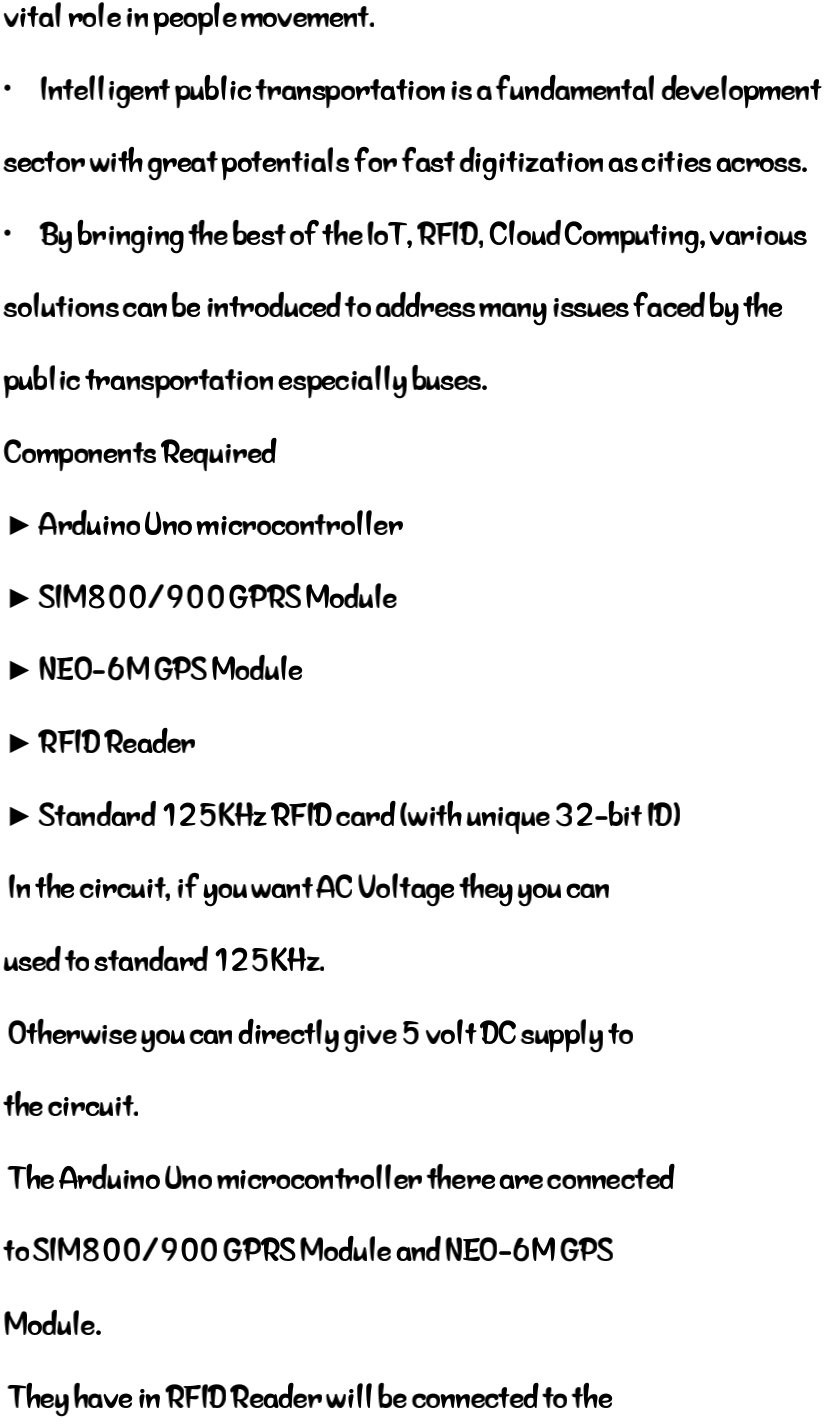 vital role in people movement.
• Intelligent public transportation is a fundamental development
sector with great potentials for fast digitization as cities across.
• By bringing the best of the IoT, RFID, Cloud Computing, various
solutions can be introduced to address many issues faced by the
public transportation especially buses.
Components Required
► Arduino Uno microcontroller
► SIM800/900 GPRS Module
► NEO-6M GPS Module
► RFID Reader
► Standard 125KHz RFID card (with unique 32-bit ID)
In the circuit, if you want AC Voltage they you can
used to standard 125KHz.
Otherwise you can directly give 5 volt DC supply to
the circuit.
The Arduino Uno microcontroller there are connected
to SIM800/900 GPRS Module and NEO-6M GPS
Module.
They have in RFID Reader will be connected to the